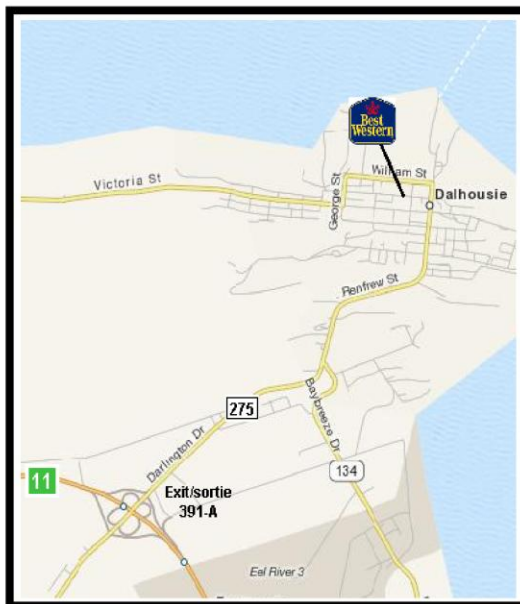 Best
Western
William St
Victoria St
George St
Dalhousie
Renfrew St
Baybreeze Dr
275
Darlington Dr
134
11
Exit/sortie
391-A
Eel River 3